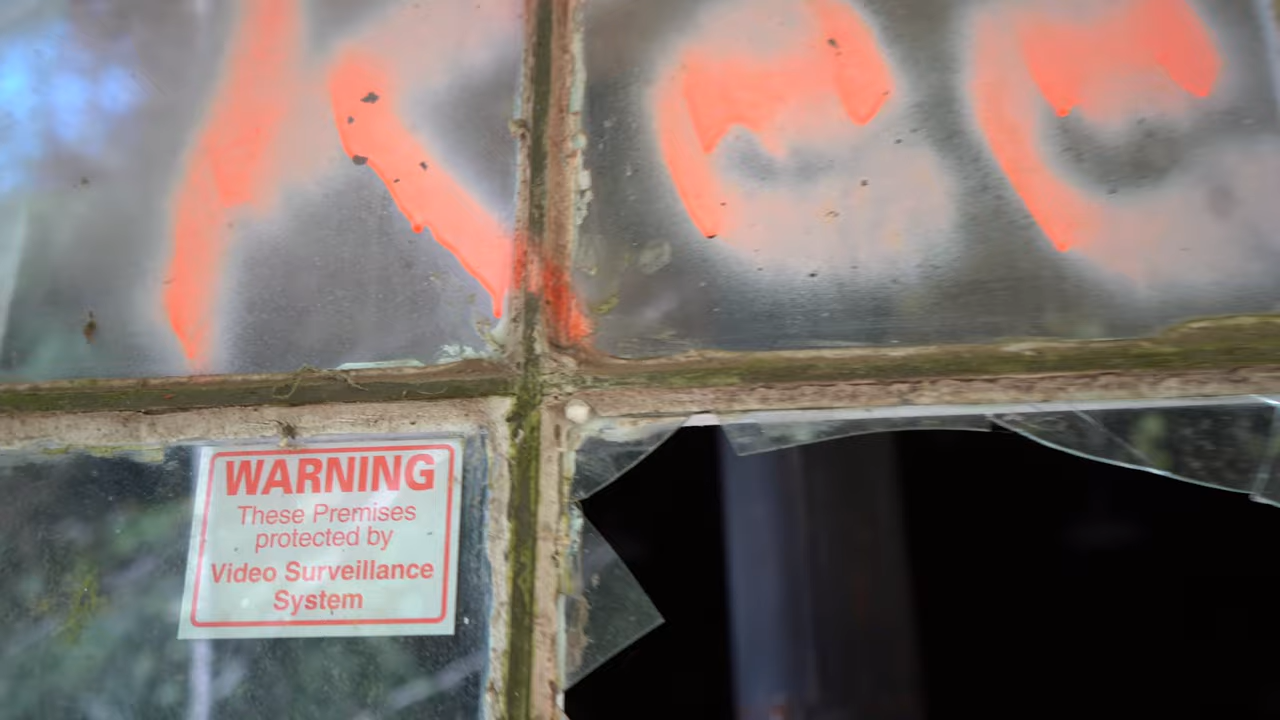 WARNING
These Premises
protected by
Video Surveillance
System